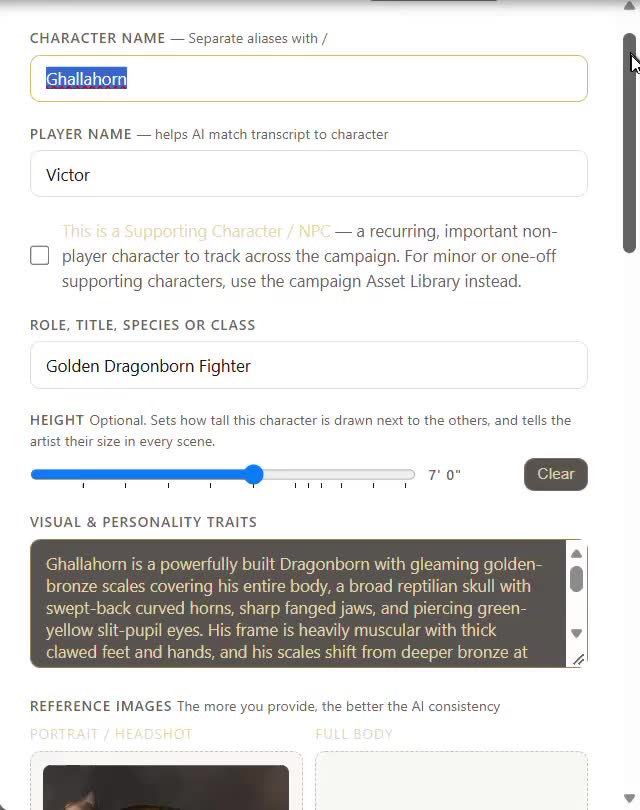 CHARACTER NAME — Separate aliases with /
Ghallahorn
PLAYER NAME — helps AI match transcript to character
Victor
This is a Supporting Character / NPC — a recurring, important non-
player character to track across the campaign. For minor or one-off
supporting characters, use the campaign Asset Library instead.
ROLE, TITLE, SPECIES OR CLASS
Golden Dragonborn Fighter
HEIGHT Optional. Sets how tall this character is drawn next to the others, and tells the
artist their size in every scene.
7' 0"
Clear
VISUAL & PERSONALITY TRAITS
Ghallahorn is a powerfully built Dragonborn with gleaming golden-
bronze scales covering his entire body, a broad reptilian skull with
swept-back curved horns, sharp fanged jaws, and piercing green-
yellow slit-pupil eyes. His frame is heavily muscular with thick
clawed feet and hands, and his scales shift from deeper bronze at
REFERENCE IMAGES The more you provide, the better the AI consistency
PORTRAIT / HEADSHOT
FULL BODY